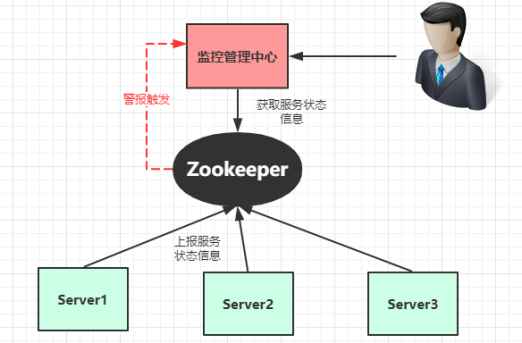 监控管理中心
警报触发
获取服务状态
信息
Zookeeper
上报服务
状态信息
Server1
Server2
Server3